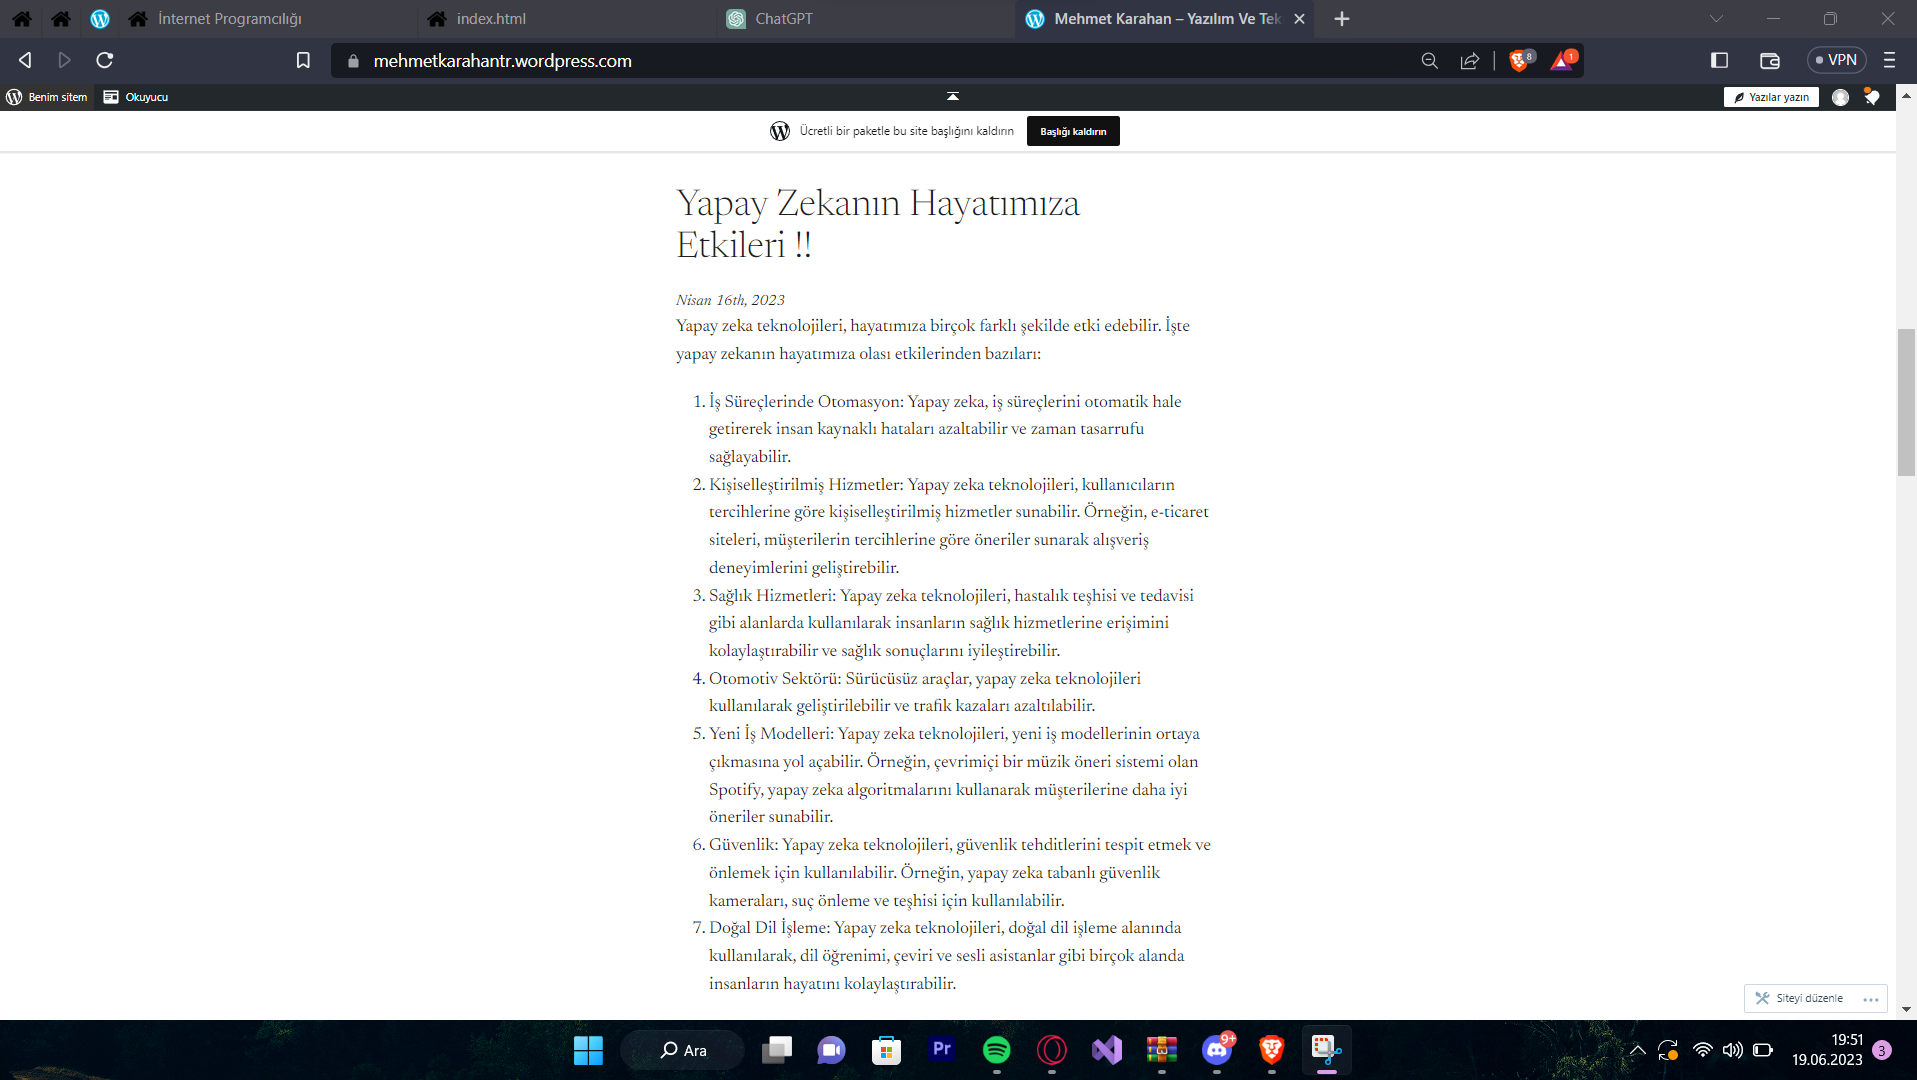 İnternet Programcılığı
index.html
ChatGPT
Mehmet Karahan – Yazılım Ve Tek
mehmetkarahantr.wordpress.com
8
1
VPN
Benim sitem
Okuyucu
Yazılar yazın
Ücretli bir paketle bu site başlığını kaldırın
Başlığı kaldırın
Yapay Zekanın Hayatımıza
Etkileri !!
Nisan 16th, 2023
Yapay zeka teknolojileri, hayatımıza birçok farklı şekilde etki edebilir. İşte
yapay zekanın hayatımıza olası etkilerinden bazıları:
1. İş Süreçlerinde Otomasyon: Yapay zeka, iş süreçlerini otomatik hale
getirerek insan kaynaklı hataları azaltabilir ve zaman tasarrufu
sağlayabilir.
2. Kişiselleştirilmiş Hizmetler: Yapay zeka teknolojileri, kullanıcıların
tercihlerine göre kişiselleştirilmiş hizmetler sunabilir. Örneğin, e-ticaret
siteleri, müşterilerin tercihlerine göre öneriler sunarak alışveriş
deneyimlerini geliştirebilir.
3. Sağlık Hizmetleri: Yapay zeka teknolojileri, hastalık teşhisi ve tedavisi
gibi alanlarda kullanılarak insanların sağlık hizmetlerine erişimini
kolaylaştırabilir ve sağlık sonuçlarını iyileştirebilir.
4. Otomotiv Sektörü: Sürücüsüz araçlar, yapay zeka teknolojileri
kullanılarak geliştirilebilir ve trafik kazaları azaltılabilir.
5. Yeni İş Modelleri: Yapay zeka teknolojileri, yeni iş modellerinin ortaya
çıkmasına yol açabilir. Örneğin, çevrimiçi bir müzik öneri sistemi olan
Spotify, yapay zeka algoritmalarını kullanarak müşterilerine daha iyi
öneriler sunabilir.
6. Güvenlik: Yapay zeka teknolojileri, güvenlik tehditlerini tespit etmek ve
önlemek için kullanılabilir. Örneğin, yapay zeka tabanlı güvenlik
kameraları, suç önleme ve teşhisi için kullanılabilir.
7. Doğal Dil İşleme: Yapay zeka teknolojileri, doğal dil işleme alanında
kullanılarak, dil öğrenimi, çeviri ve sesli asistanlar gibi birçok alanda
insanların hayatını kolaylaştırabilir.
Siteyi düzenle
Ara
Pr
9+
19:51
19.06.2023
3